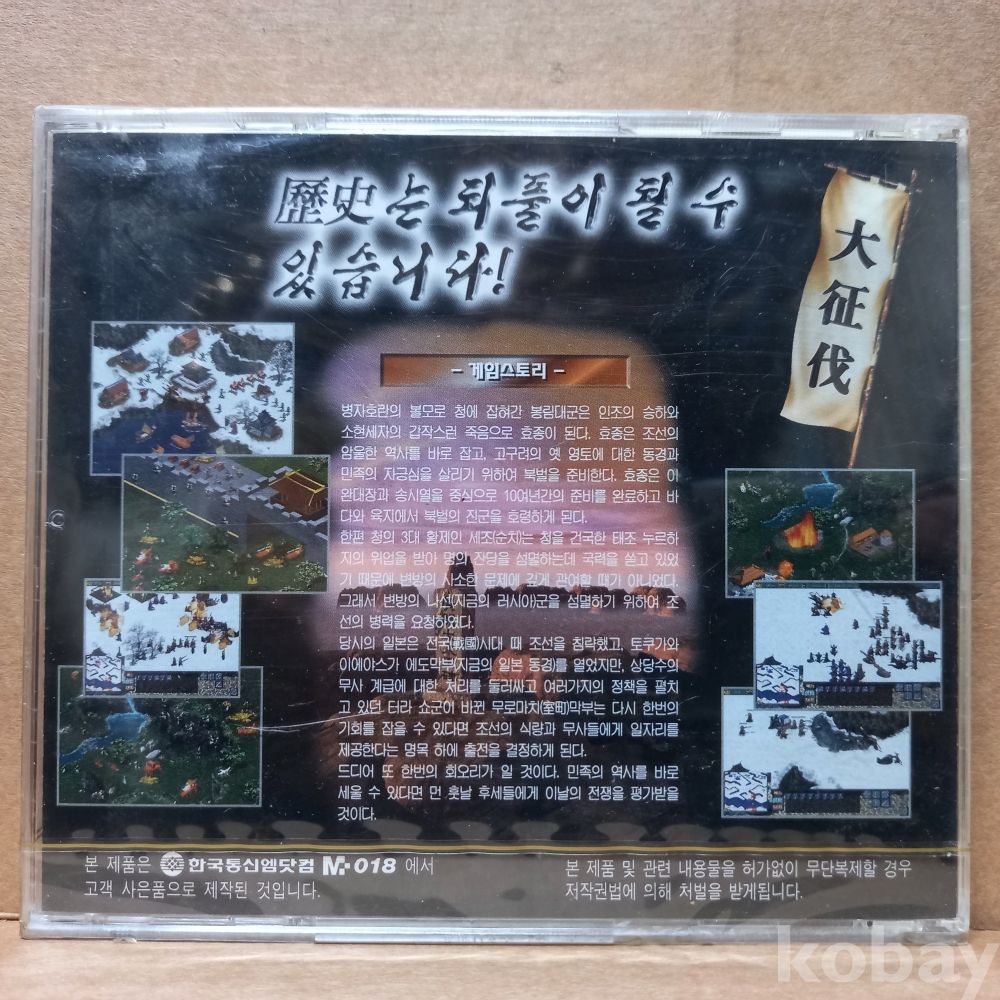 歷史는 되풀이 될 수
있습니다!
大征伐
- 게임스토리 -
병자호란의 볼모로 청에 잡혀간 봉림대군은 인조의 승하와
소현세자의 갑작스런 죽음으로 효종이 된다. 효종은 조선의
암울한 역사를 바로 잡고, 고구려의 옛 영토에 대한 동경과
민족의 자긍심을 살리기 위하여 북벌을 준비한다. 효종은 이
완대장과 송시열을 중심으로 10여년간의 준비를 완료하고 바
다와 육지에서 북벌의 진군을 호령하게 된다.
한편 청의 3대 황제인 세조(순치)는 청을 건국한 태조 누르하
지의 위업을 받아 명의 잔당을 섬멸하는데 국력을 쏟고 있었
기 때문에 변방의 사소한 문제에 깊게 관여할 때가 아니었다.
그래서 변방의 나선(지금의 러시아)군을 섬멸하기 위하여 조
선의 병력을 요청하였다.
당시의 일본은 전국(戰國)시대 때 조선을 침략했고, 토쿠가와
이에야스가 에도막부(지금의 일본 동경)를 열었지만, 상당수의
무사 계급에 대한 처리를 둘러싸고 여러가지의 정책을 펼치
고 있던 터라 쇼군이 바뀐 무로마치(室町)막부는 다시 한번의
기회를 잡을 수 있다면 조선의 식량과 무사들에게 일자리를
제공한다는 명목 하에 출전을 결정하게 된다.
드디어 또 한번의 회오리가 일 것이다. 민족의 역사를 바로
세울 수 있다면 먼 훗날 후세들에게 이날의 전쟁을 평가받을
것이다.
본 제품은 한국통신엠닷컴 M·018 에서
고객 사은품으로 제작된 것입니다.
본 제품 및 관련 내용물을 허가없이 무단복제할 경우
저작권법에 의해 처벌을 받게됩니다.
kobay